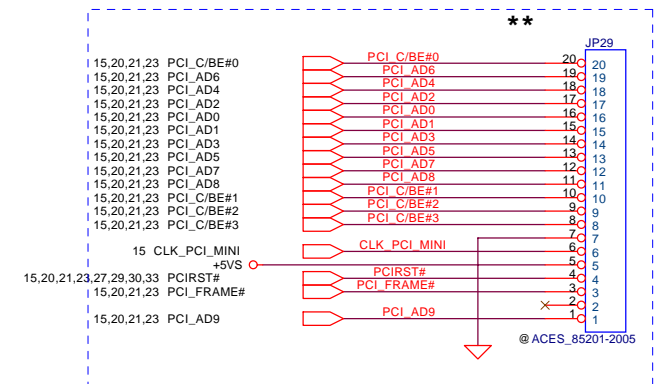 **
JP29
15,20,21,23 PCI_C/BE#0 PCI_C/BE#0 20 20
15,20,21,23 PCI_AD6 PCI_AD6 19 19
15,20,21,23 PCI_AD4 PCI_AD4 18 18
15,20,21,23 PCI_AD2 PCI_AD2 17 17
15,20,21,23 PCI_AD0 PCI_AD0 16 16
15,20,21,23 PCI_AD1 PCI_AD1 15 15
15,20,21,23 PCI_AD3 PCI_AD3 14 14
15,20,21,23 PCI_AD5 PCI_AD5 13 13
15,20,21,23 PCI_AD7 PCI_AD7 12 12
15,20,21,23 PCI_AD8 PCI_AD8 11 11
15,20,21,23 PCI_C/BE#1 PCI_C/BE#1 10 10
15,20,21,23 PCI_C/BE#2 PCI_C/BE#2 9 9
15,20,21,23 PCI_C/BE#3 PCI_C/BE#3 8 8
7 7
15 CLK_PCI_MINI CLK_PCI_MINI 6 6
+5VS 5 5
15,20,21,23,27,29,30,33 PCIRST# PCIRST# 4 4
15,20,21,23 PCI_FRAME# PCI_FRAME# 3 3
2 2
15,20,21,23 PCI_AD9 PCI_AD9 1 1
@ ACES_85201-2005